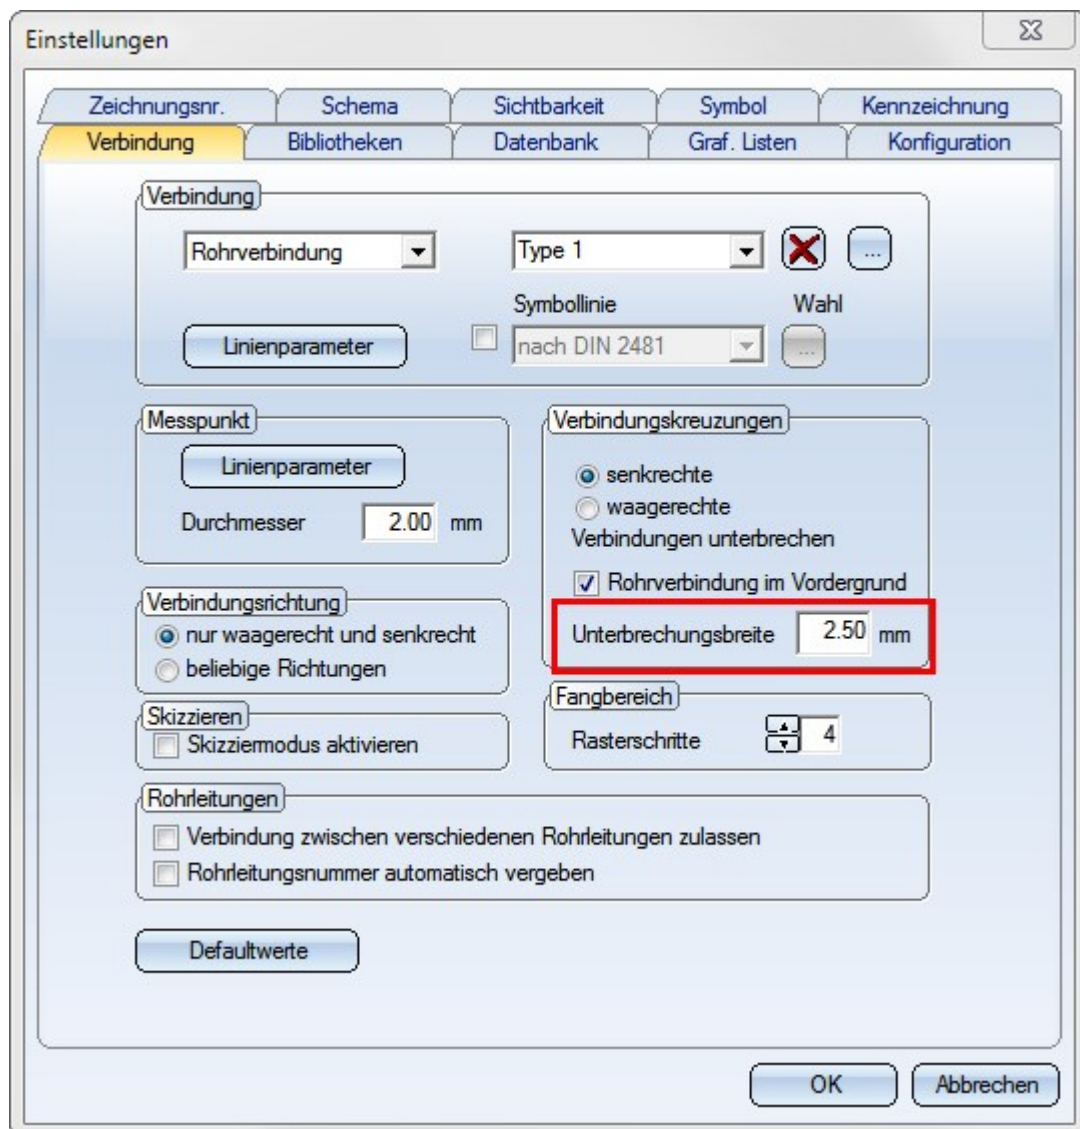 Einstellungen
Zeichnungsnr. Schema Sichtbarkeit Symbol Kennzeichnung
Verbindung Bibliotheken Datenbank Graf. Listen Konfiguration
Verbindung
Rohrverbindung Type 1 ...
Symbollinie Wahl
Linienparameter nach DIN 2481 ...
Messpunkt
Linienparameter
Durchmesser 2.00 mm
Verbindungskreuzungen
senkrechte
waagerechte
Verbindungen unterbrechen
Rohrverbindung im Vordergrund
Unterbrechungsbreite 2.50 mm
Verbindungsrichtung
nur waagerecht und senkrecht
beliebige Richtungen
Fangbereich
Rasterschritte 4
Skizzieren
Skizziermodus aktivieren
Rohrleitungen
Verbindung zwischen verschiedenen Rohrleitungen zulassen
Rohrleitungsnummer automatisch vergeben
Defaultwerte
OK Abbrechen